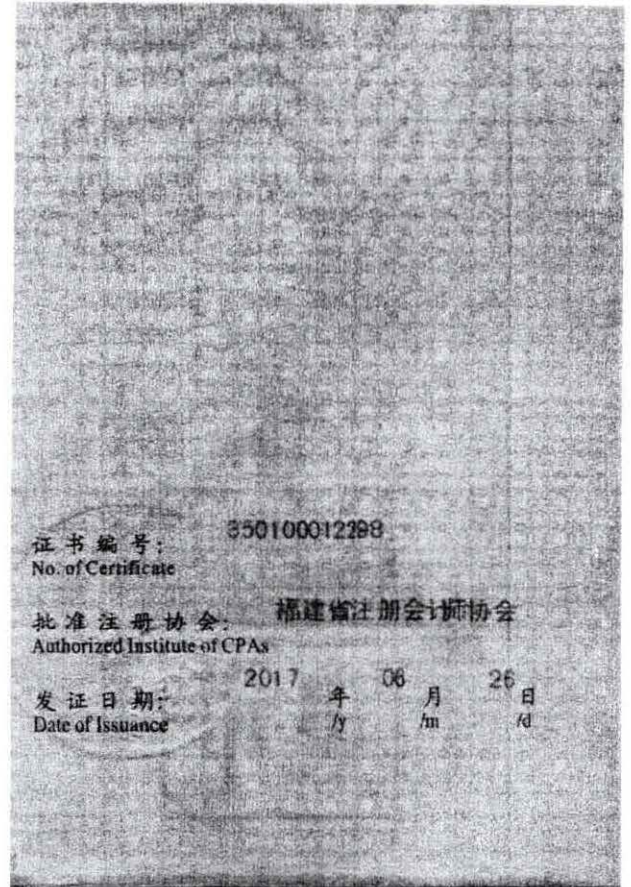 证书编号: 350100012298
No. of Certificate
批准注册协会: 福建省注册会计师协会
Authorized Institute of CPAs
发证日期: 2017 年 06 月 26 日
Date of Issuance /y /m /d